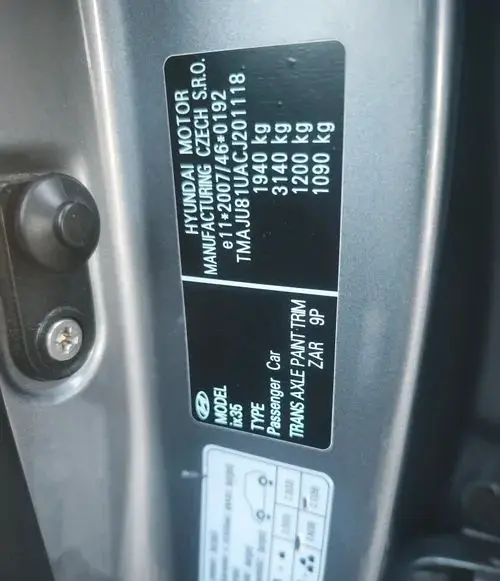 HYUNDAI MOTOR
MANUFACTURING CZECH S.R.O.
e11*2007/46*0192
TMAJU81UACJ201118
1940 kg
3140 kg
1200 kg
1090 kg
MODEL
ix35
TYPE
Passenger Car
TRANS AXLE PAINT TRIM
ZAR 9P